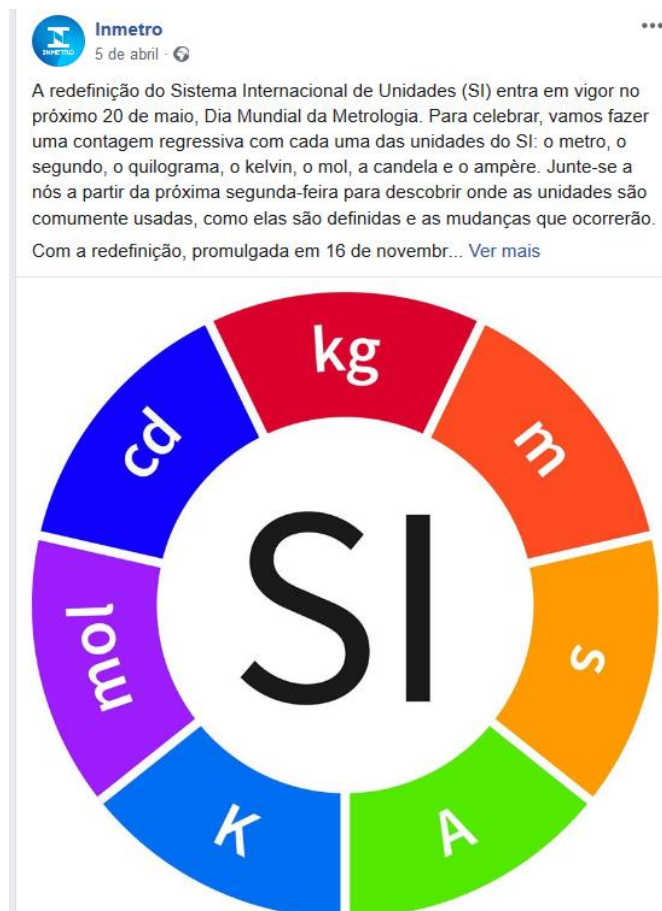 Inmetro
5 de abril ·
INMETRO
A redefinição do Sistema Internacional de Unidades (SI) entra em vigor no
próximo 20 de maio, Dia Mundial da Metrologia. Para celebrar, vamos fazer
uma contagem regressiva com cada uma das unidades do SI: o metro, o
segundo, o quilograma, o kelvin, o mol, a candela e o ampère. Junte-se a
nós a partir da próxima segunda-feira para descobrir onde as unidades são
comumente usadas, como elas são definidas e as mudanças que ocorrerão.
Com a redefinição, promulgada em 16 de novembr... Ver mais
kg
m
s
A
K
mol
cd
SI